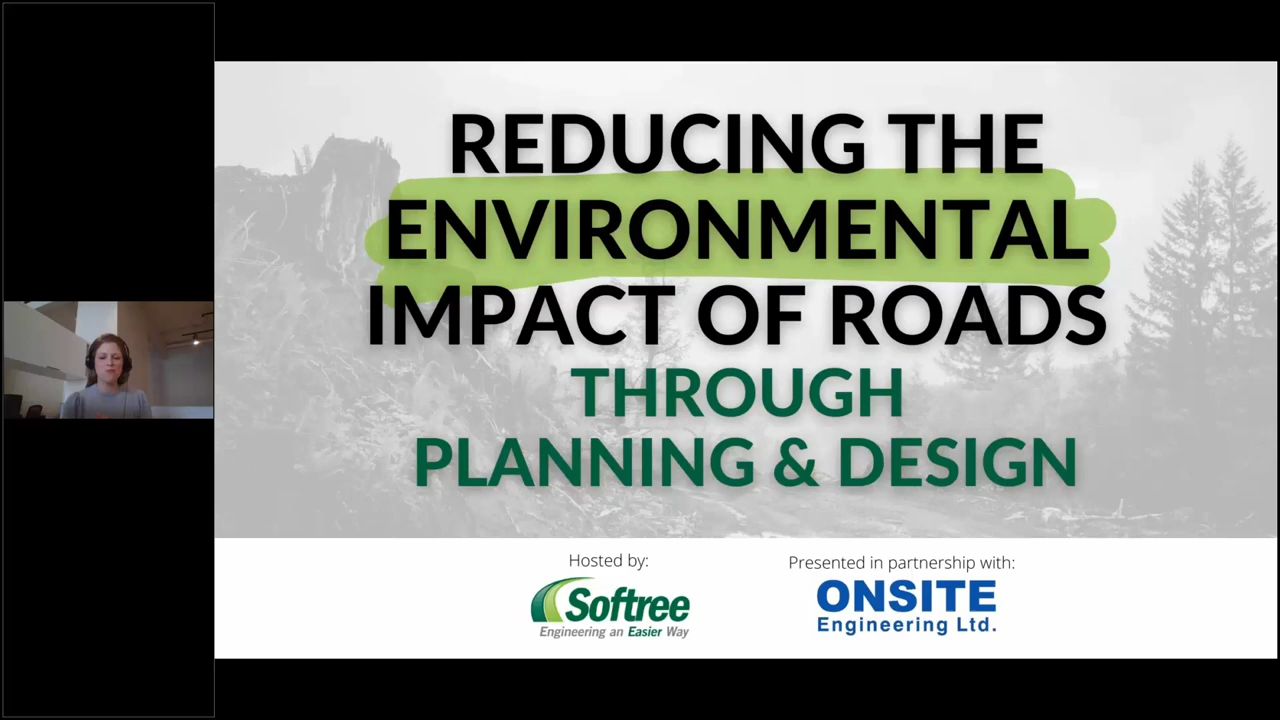 REDUCING THE
ENVIRONMENTAL
IMPACT OF ROADS
THROUGH
PLANNING & DESIGN
Hosted by:
Softree
Engineering an Easier Way
Presented in partnership with:
ONSITE
Engineering Ltd.